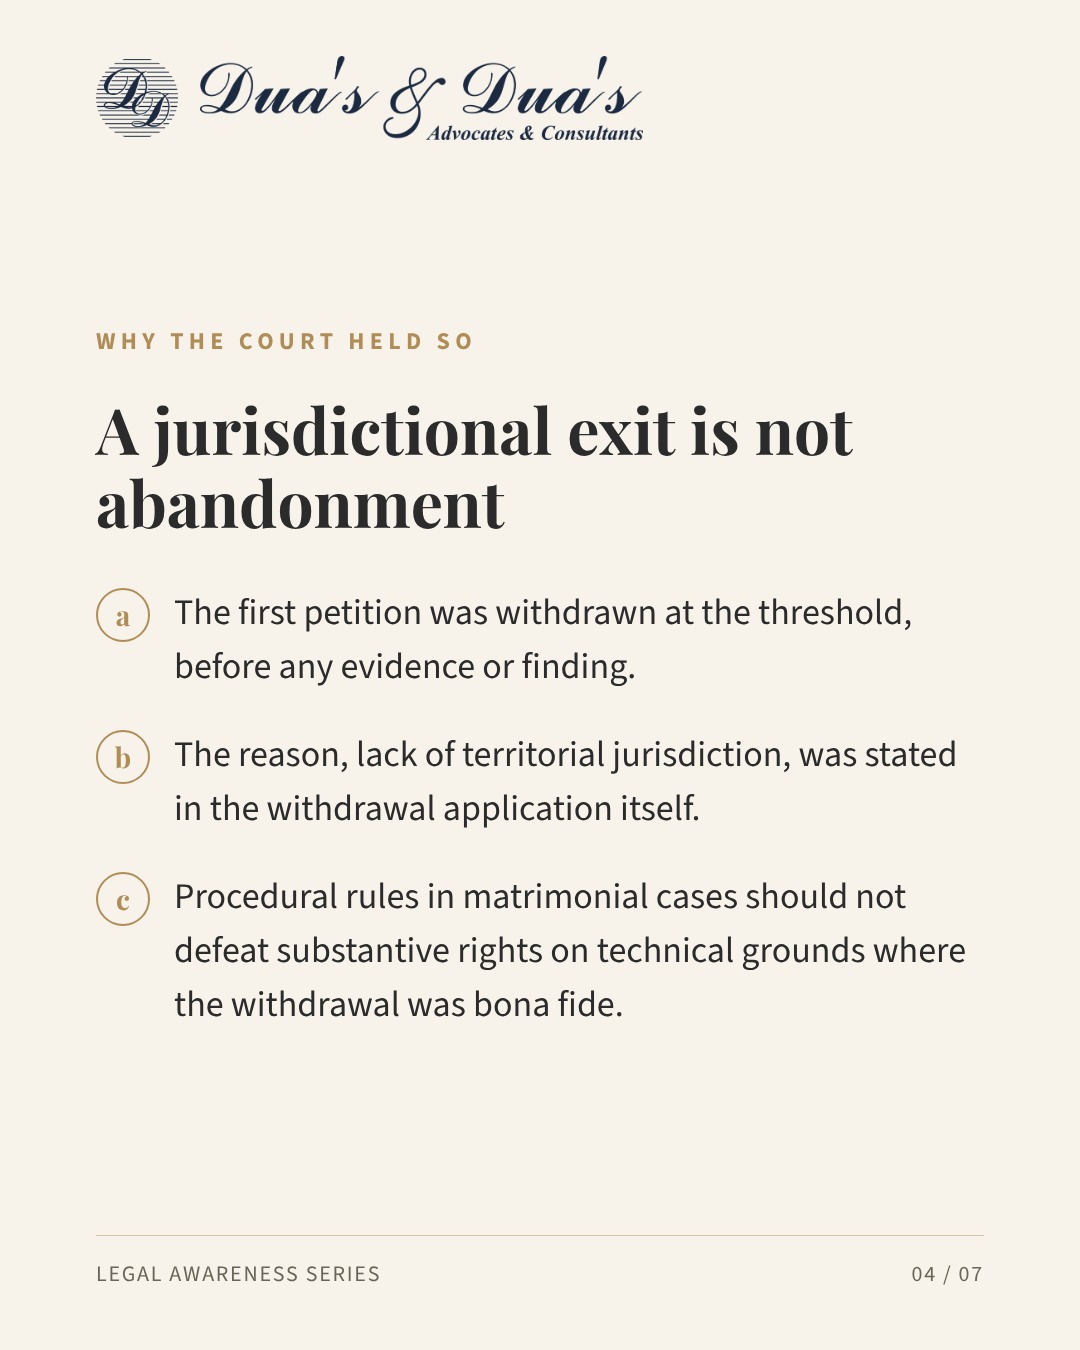 DD Dua's & Dua's
Advocates & Consultants
WHY THE COURT HELD SO
A jurisdictional exit is not
abandonment
a The first petition was withdrawn at the threshold,
before any evidence or finding.
b The reason, lack of territorial jurisdiction, was stated
in the withdrawal application itself.
c Procedural rules in matrimonial cases should not
defeat substantive rights on technical grounds where
the withdrawal was bona fide.
LEGAL AWARENESS SERIES 04 / 07